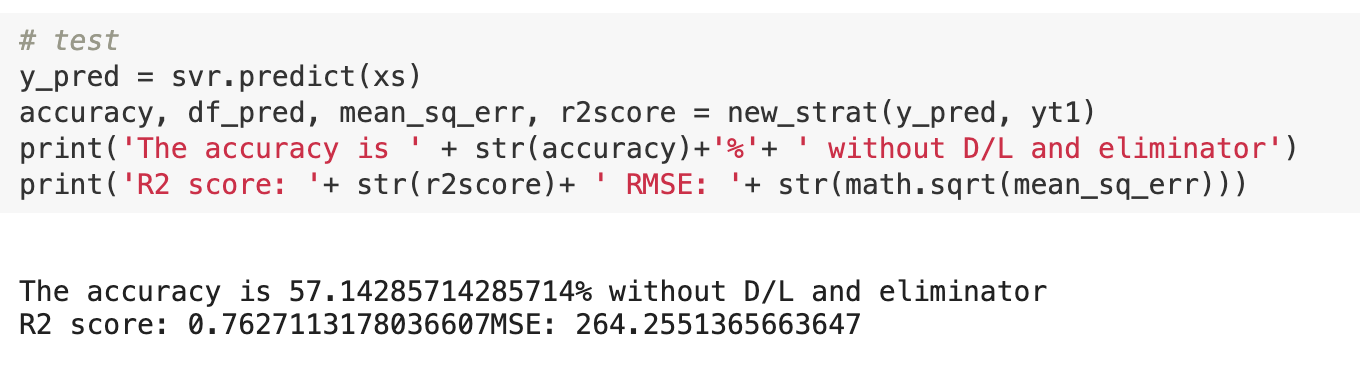 # test
y_pred = svr.predict(xs)
accuracy, df_pred, mean_sq_err, r2score = new_strat(y_pred, yt1)
print('The accuracy is ' + str(accuracy)+'%'+ ' without D/L and eliminator')
print('R2 score: '+ str(r2score)+ ' RMSE: '+ str(math.sqrt(mean_sq_err)))
The accuracy is 57.14285714285714% without D/L and eliminator
R2 score: 0.7627113178036607MSE: 264.2551365663647